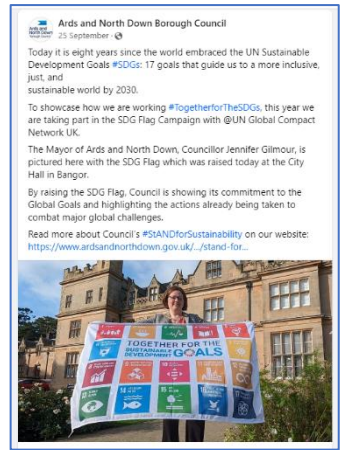 Ards and North Down Borough Council
25 September
Today it is eight years since the world embraced the UN Sustainable
Development Goals #SDGs: 17 goals that guide us to a more inclusive,
just, and
sustainable world by 2030.
To showcase how we are working #TogetherforTheSDGs, this year we
are taking part in the SDG Flag Campaign with @UN Global Compact
Network UK.
The Mayor of Ards and North Down, Councillor Jennifer Gilmour, is
pictured here with the SDG Flag which was raised today at the City
Hall in Bangor.
By raising the SDG Flag, Council is showing its commitment to the
Global Goals and highlighting the actions already being taken to
combat major global challenges.
Read more about Council's #StANDforSustainability on our website:
https://www.ardsandnorthdown.gov.uk/.../stand-for...
TOGETHER FOR THE
SUSTAINABLE
DEVELOPMENT GOALS